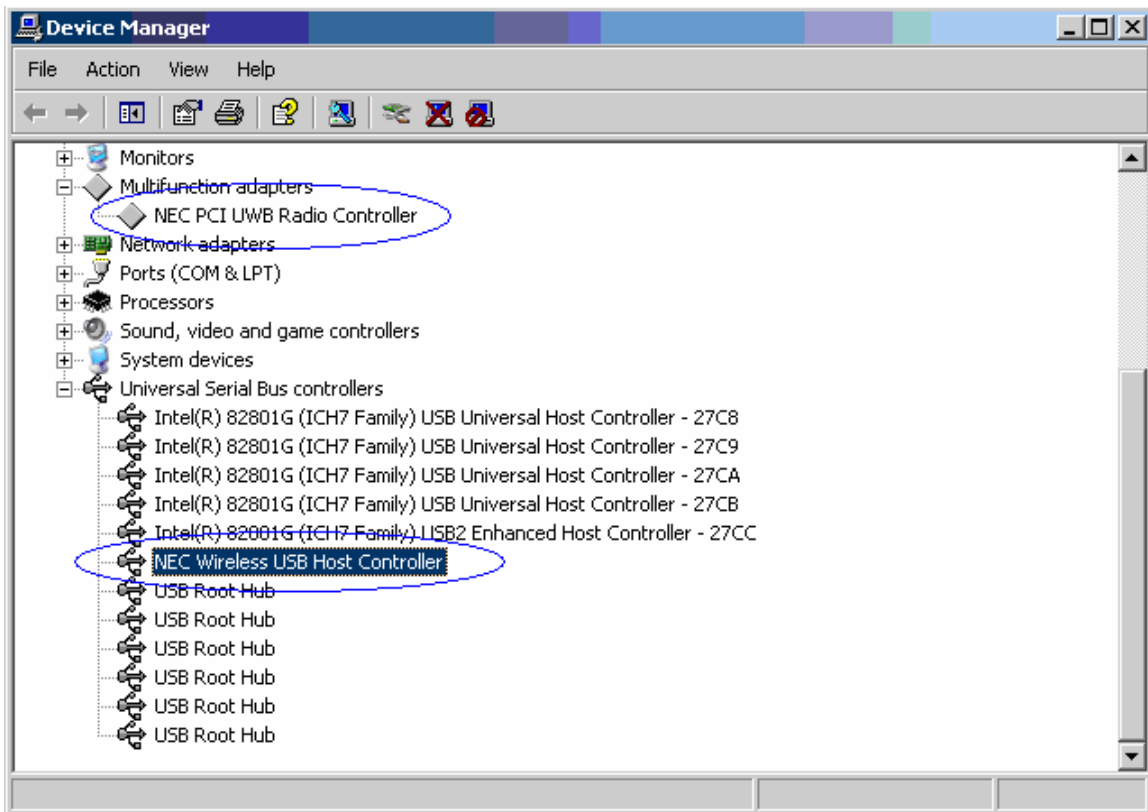 Device Manager
File Action View Help
Monitors
Multifunction adapters
NEC PCI UWB Radio Controller
Network adapters
Ports (COM & LPT)
Processors
Sound, video and game controllers
System devices
Universal Serial Bus controllers
Intel(R) 82801G (ICH7 Family) USB Universal Host Controller - 27C8
Intel(R) 82801G (ICH7 Family) USB Universal Host Controller - 27C9
Intel(R) 82801G (ICH7 Family) USB Universal Host Controller - 27CA
Intel(R) 82801G (ICH7 Family) USB Universal Host Controller - 27CB
Intel(R) 82801G (ICH7 Family) USB2 Enhanced Host Controller - 27CC
NEC Wireless USB Host Controller
USB Root Hub
USB Root Hub
USB Root Hub
USB Root Hub
USB Root Hub
USB Root Hub